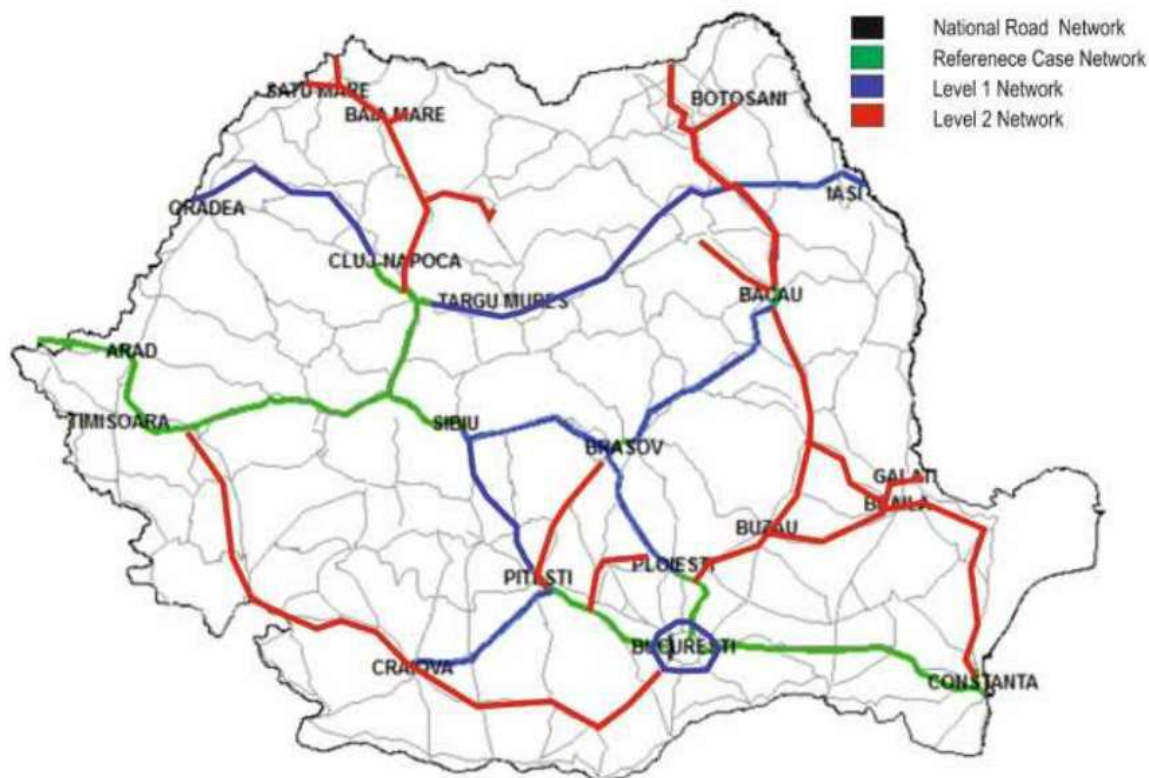 National Road Network
Referenece Case Network
Level 1 Network
Level 2 Network
SATU MARE
BAIA MARE
BOTOSANI
ORADEA
IASI
CLUJ-NAPOCA
TARGU MURES
BACAU
ARAD
TIMISOARA
SIBIU
BRASOV
GALATI
BRAILA
BUZAU
PITESTI
PLOIESTI
BUCURESTI
CRAIOVA
CONSTANTA